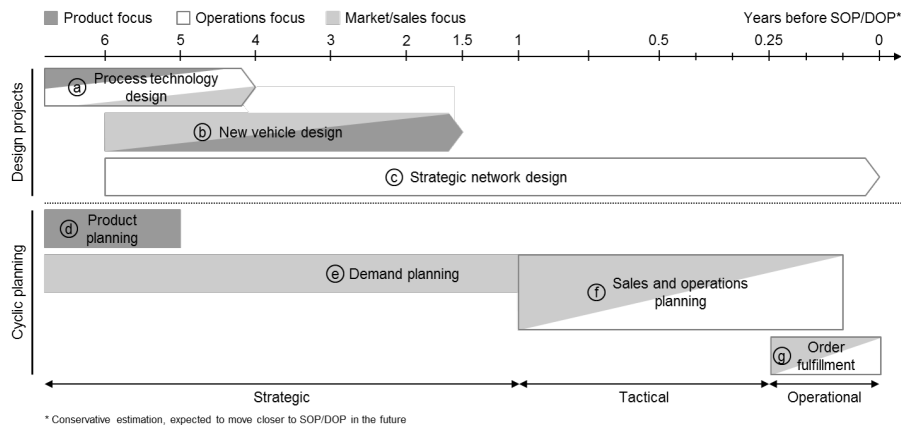 Product focus
Operations focus
Market/sales focus
Years before SOP/DOP*
6 5 4 3 2 1.5 1 0.5 0.25 0
Design projects
a Process technology
design
b New vehicle design
c Strategic network design
Cyclic planning
d Product
planning
e Demand planning
f Sales and operations
planning
g Order
fulfillment
Strategic
Tactical
Operational
* Conservative estimation, expected to move closer to SOP/DOP in the future